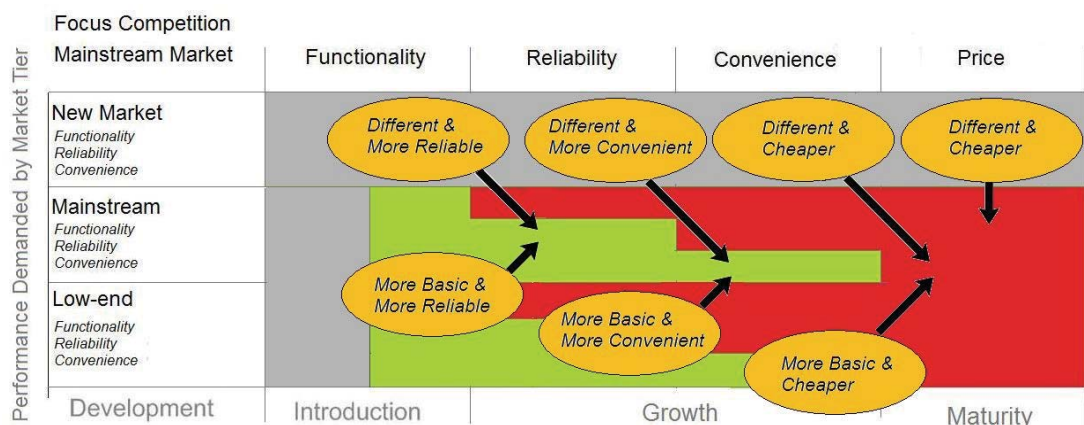 Performance Demanded by Market Tier
Focus Competition
Mainstream Market
Functionality
Reliability
Convenience
Price
New Market
Functionality
Reliability
Convenience
Different &
More Reliable
Different &
More Convenient
Different &
Cheaper
Different &
Cheaper
Mainstream
Functionality
Reliability
Convenience
More Basic &
More Reliable
Low-end
Functionality
Reliability
Convenience
More Basic &
More Convenient
More Basic &
Cheaper
Development
Introduction
Growth
Maturity